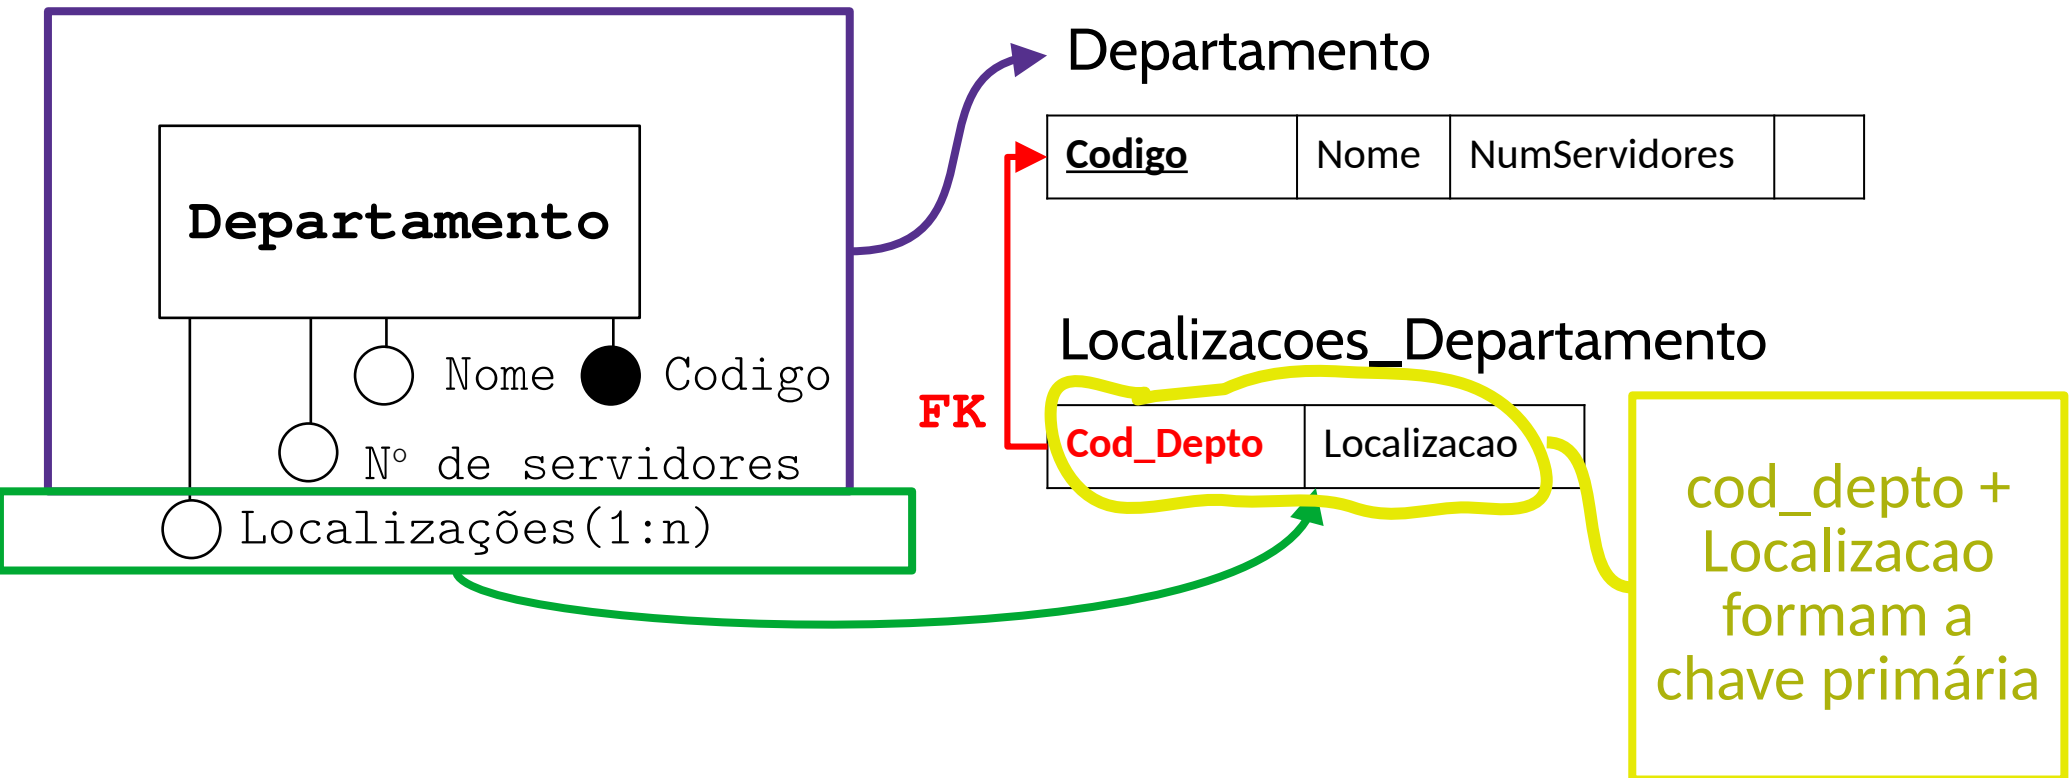 Departamento
Nome
Codigo
Nº de servidores
Localizações(1:n)
Departamento
Codigo
Nome
NumServidores
Localizacoes_Departamento
FK
Cod_Depto
Localizacao
cod_depto +
Localizacao
formam a
chave primária